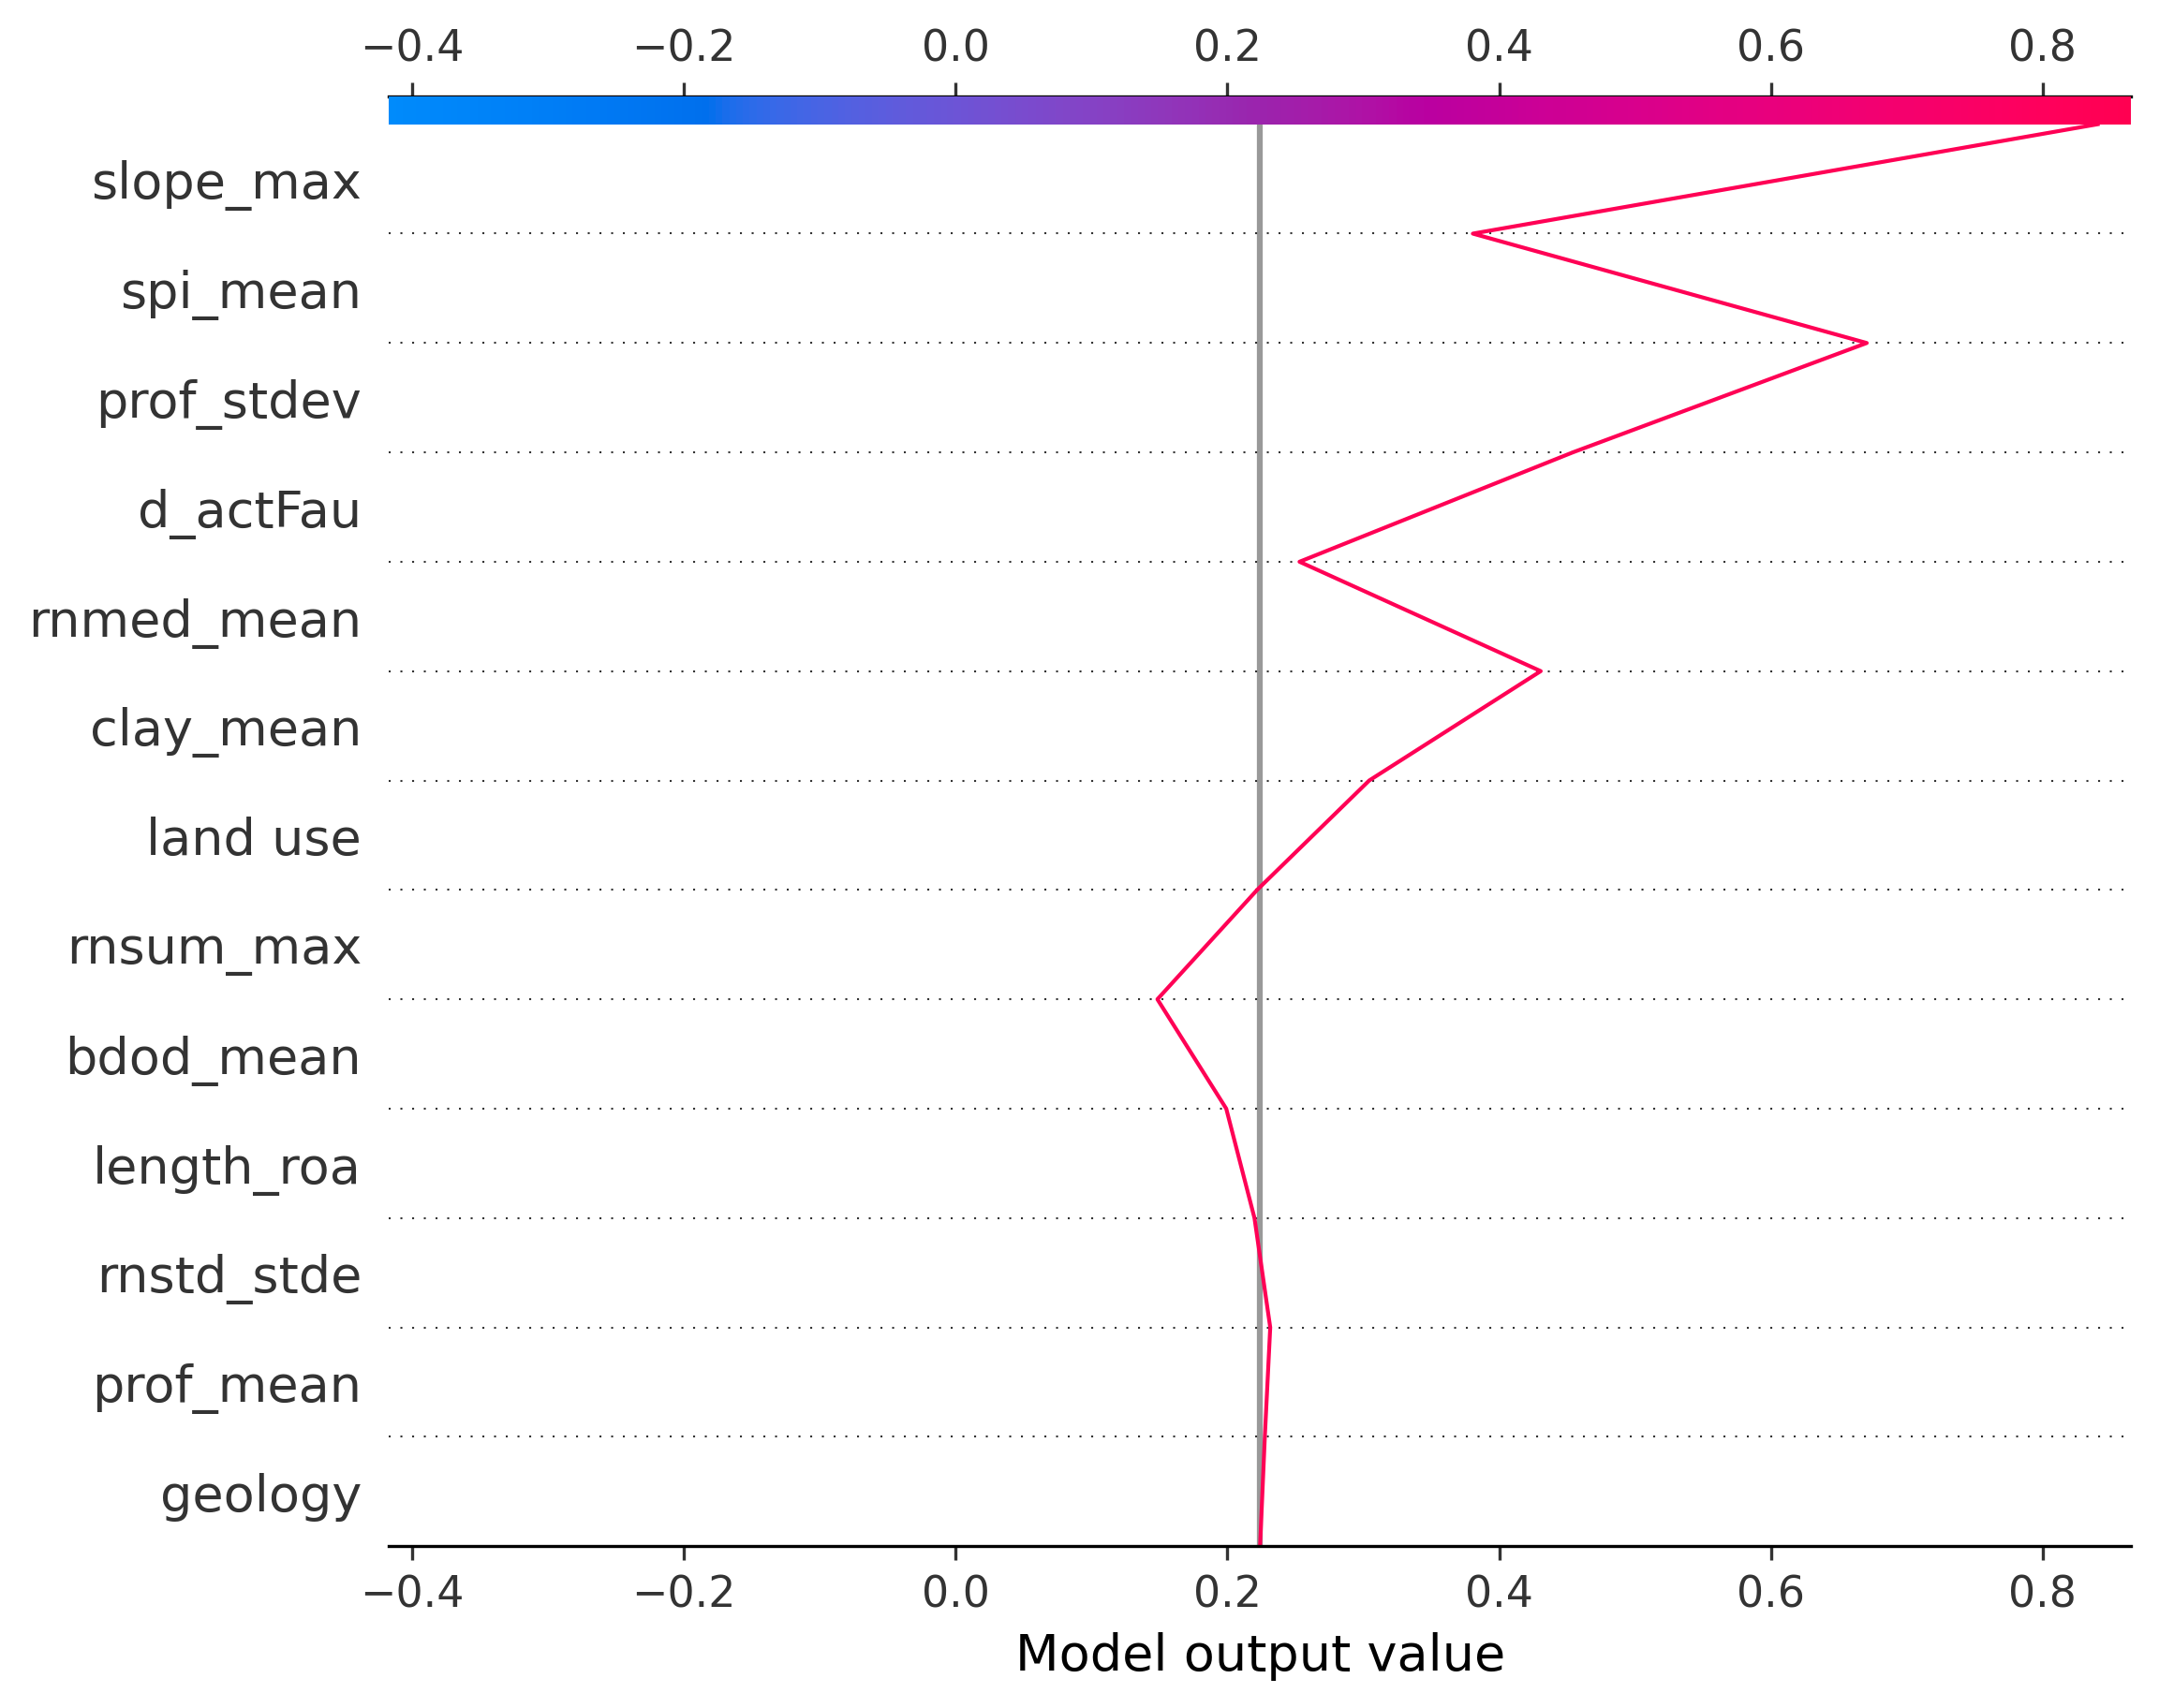 −0.4 −0.2 0.0 0.2 0.4 0.6 0.8
slope_max
spi_mean
prof_stdev
d_actFau
rnmed_mean
clay_mean
land use
rnsum_max
bdod_mean
length_roa
rnstd_stde
prof_mean
geology
−0.4 −0.2 0.0 0.2 0.4 0.6 0.8
Model output value